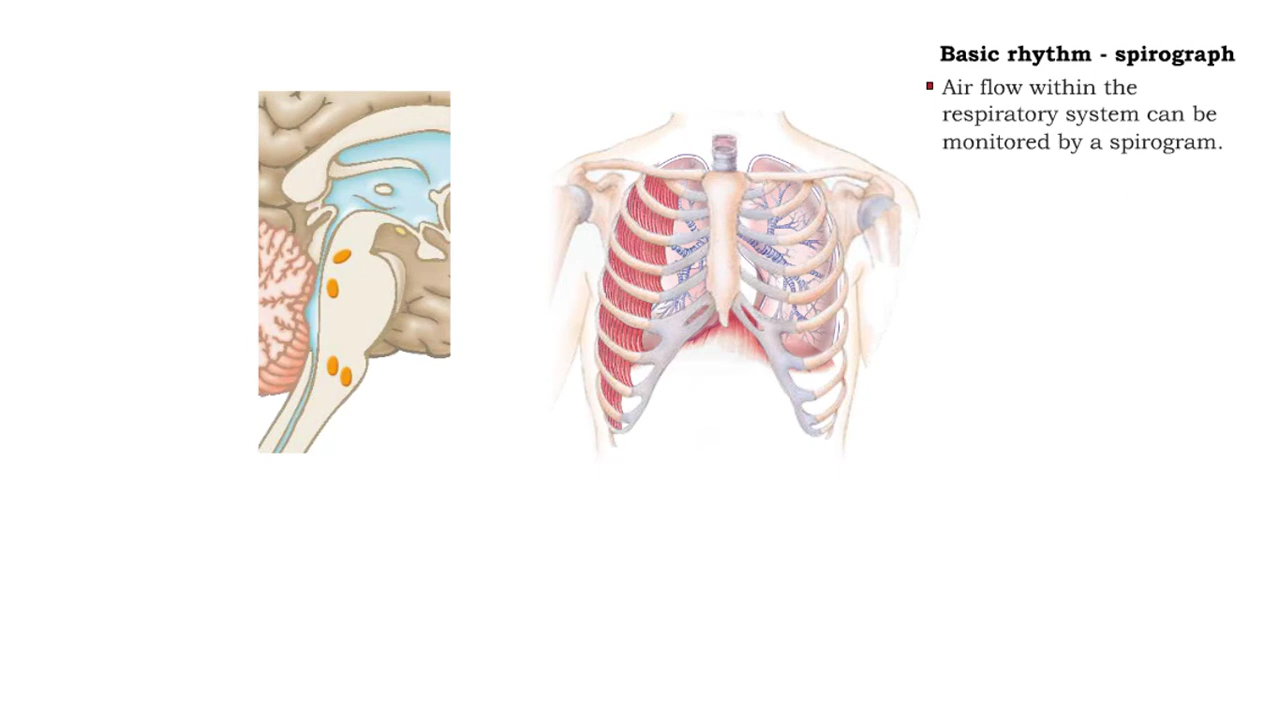 Basic rhythm - spirograph
Air flow within the
respiratory system can be
monitored by a spirogram.